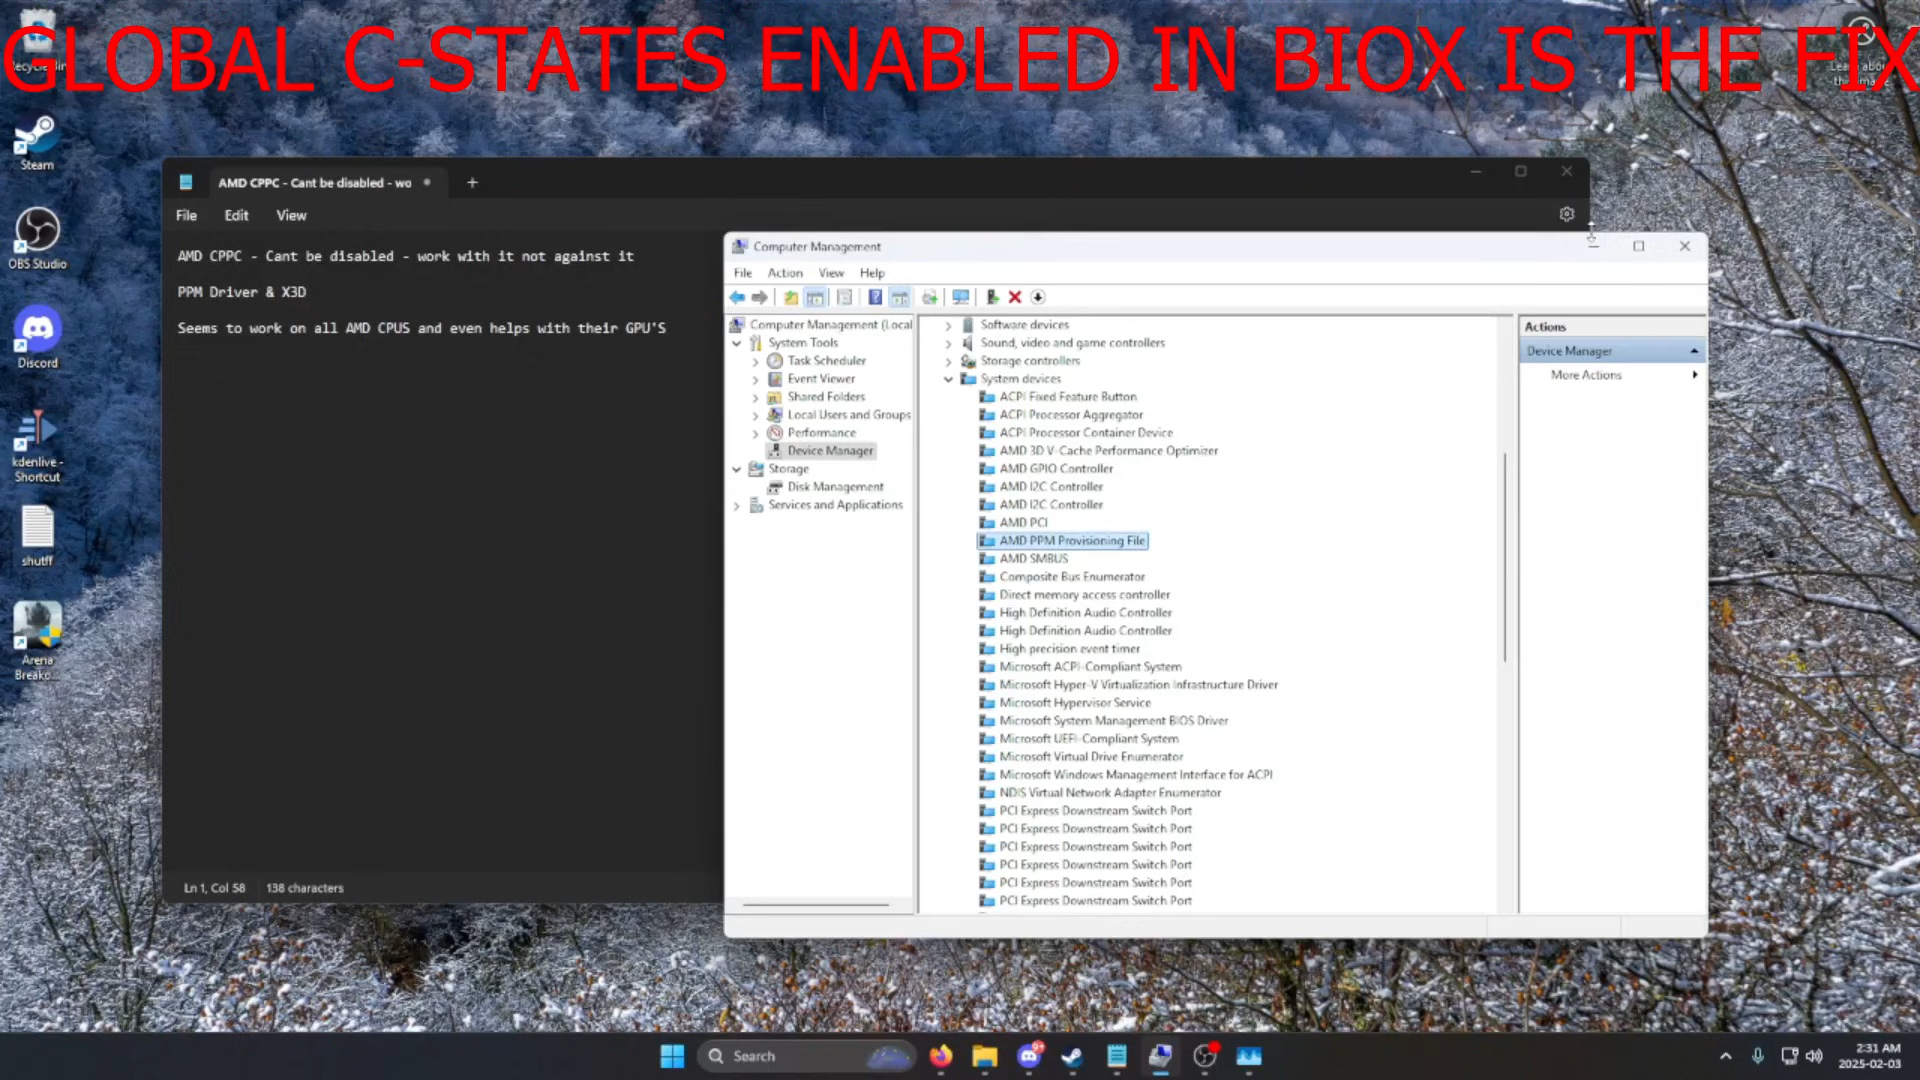 GLOBAL C-STATES ENABLED IN BIOX IS THE FIX
Steam
OBS Studio
Discord
kdenlive -
Shortcut
shutff
Arena
Breako...
AMD CPPC - Cant be disabled - wo
File
Edit
View
AMD CPPC - Cant be disabled - work with it not against it
PPM Driver & X3D
Seems to work on all AMD CPUS and even helps with their GPU'S
Ln 1, Col 58
138 characters
Computer Management
File
Action
View
Help
Computer Management (Local
System Tools
Task Scheduler
Event Viewer
Shared Folders
Local Users and Groups
Performance
Device Manager
Storage
Disk Management
Services and Applications
Software devices
Sound, video and game controllers
Storage controllers
System devices
ACPI Fixed Feature Button
ACPI Processor Aggregator
ACPI Processor Container Device
AMD 3D V-Cache Performance Optimizer
AMD GPIO Controller
AMD I2C Controller
AMD I2C Controller
AMD PCI
AMD PPM Provisioning File
AMD SMBUS
Composite Bus Enumerator
Direct memory access controller
High Definition Audio Controller
High Definition Audio Controller
High precision event timer
Microsoft ACPI-Compliant System
Microsoft Hyper-V Virtualization Infrastructure Driver
Microsoft Hypervisor Service
Microsoft System Management BIOS Driver
Microsoft UEFI-Compliant System
Microsoft Virtual Drive Enumerator
Microsoft Windows Management Interface for ACPI
NDIS Virtual Network Adapter Enumerator
PCI Express Downstream Switch Port
PCI Express Downstream Switch Port
PCI Express Downstream Switch Port
PCI Express Downstream Switch Port
PCI Express Downstream Switch Port
PCI Express Downstream Switch Port
Actions
Device Manager
More Actions
Search
9+
2:31 AM
2025-02-03